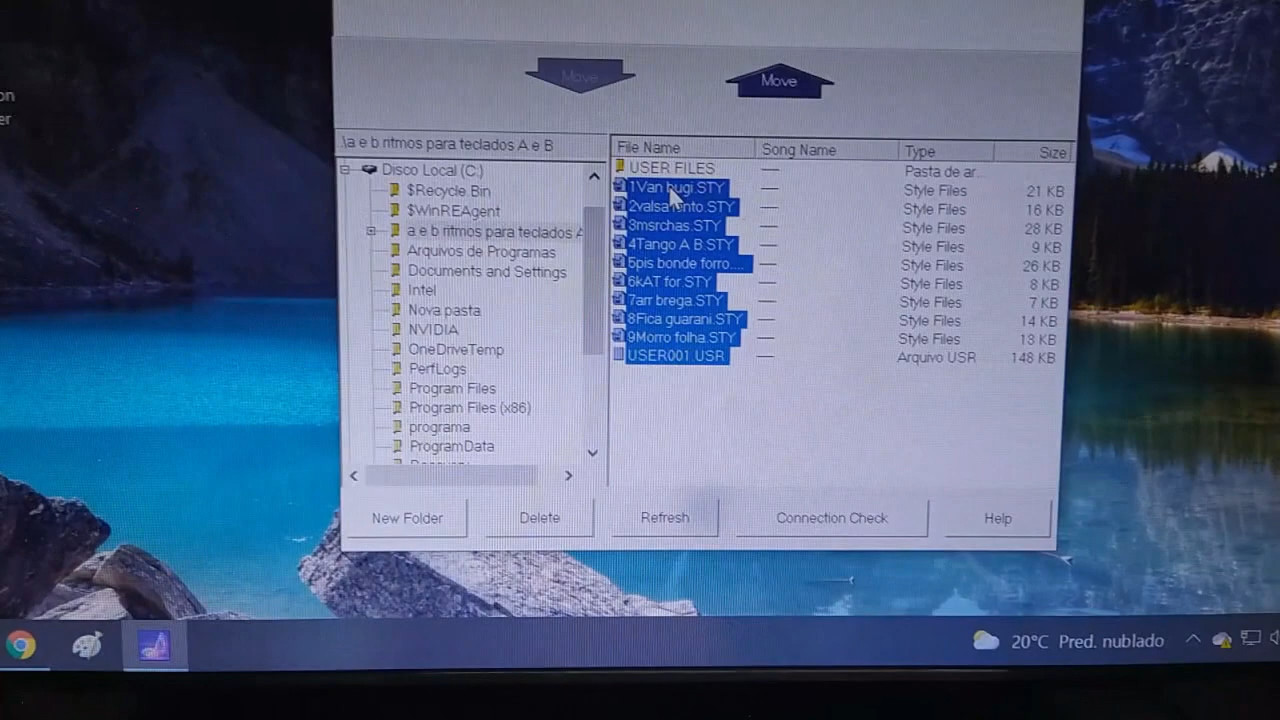 on
er
Move
Move
.\a e b ritmos para teclados A e B
Disco Local (C:)
$Recycle.Bin
$WinREAgent
a e b ritmos para teclados A
Arquivos de Programas
Documents and Settings
Intel
Nova pasta
NVIDIA
OneDriveTemp
PerfLogs
Program Files
Program Files (x86)
programa
ProgramData
File Name Song Name Type Size
USER FILES Pasta de ar...
1Van bugi.STY Style Files 21 KB
Style Files 16 KB
3msrchas.STY Style Files 28 KB
4Tango A B.STY Style Files 9 KB
5pis bonde forro.... Style Files 26 KB
6kAT for.STY Style Files 8 KB
7arr brega.STY Style Files 7 KB
8Fica guarani.STY Style Files 14 KB
9Morro folha.STY Style Files 13 KB
USER001.USR Arquivo USR 148 KB
New Folder Delete Refresh Connection Check Help
20°C Pred. nublado